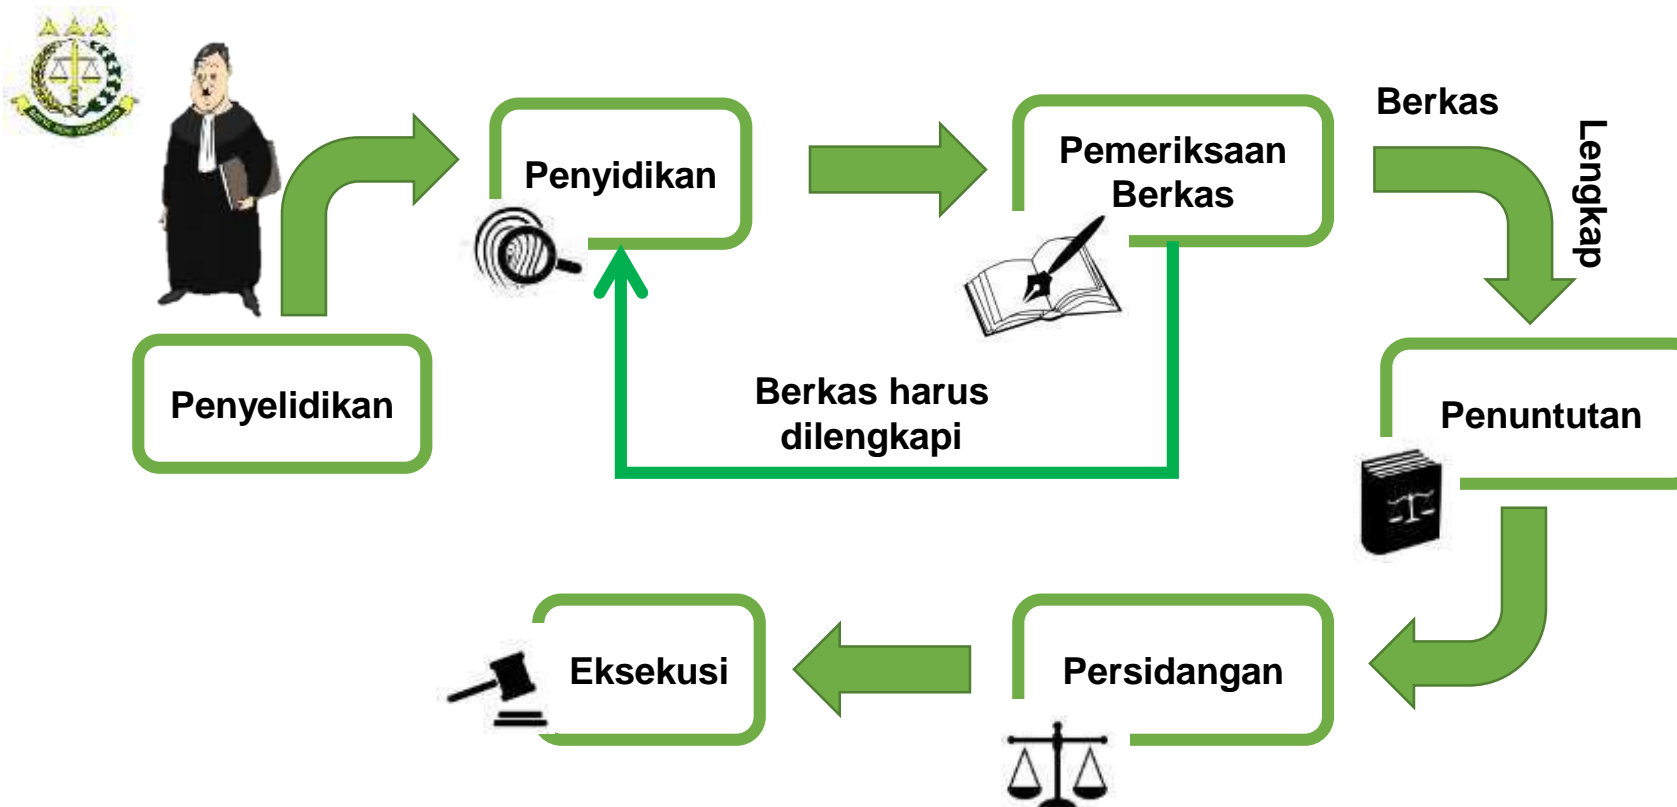 Berkas
Lengkap
Penyidikan
Pemeriksaan
Berkas
Penyelidikan
Berkas harus
dilengkapi
Penuntutan
Eksekusi
Persidangan